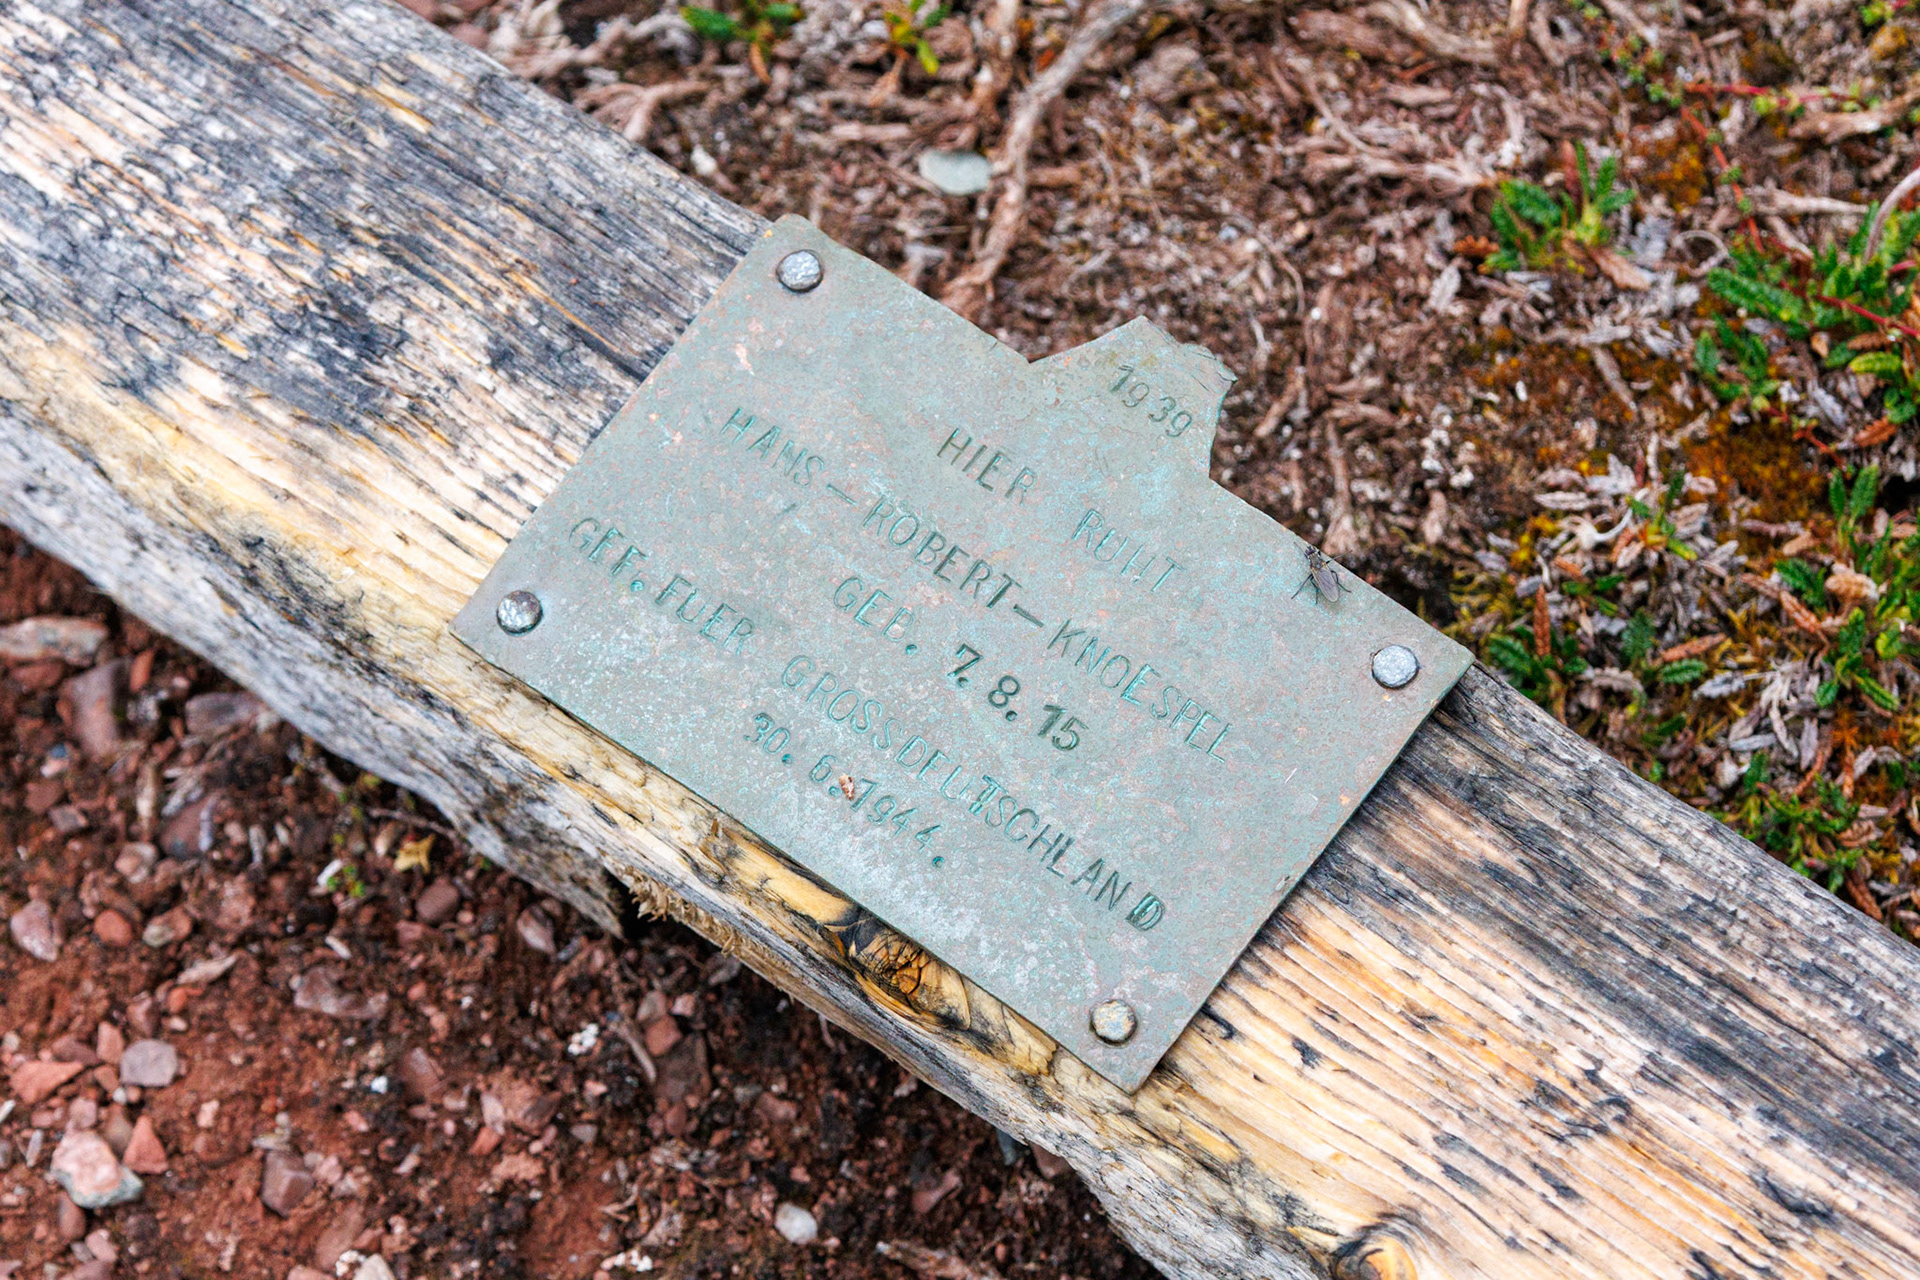 1939
HIER RUHT
HANS-ROBERT-KNOESPEL
GEB. 7. 8. 15
GEF. FUER GROSSDEUTSCHLAND
30. 6. 1944.